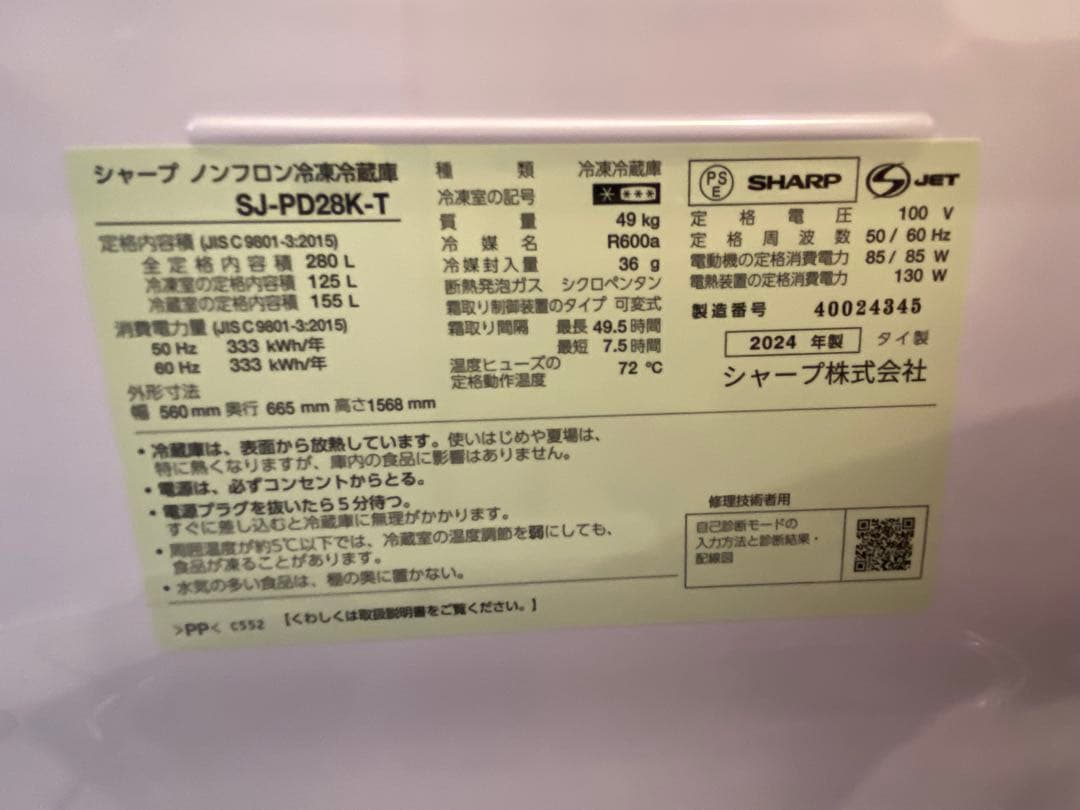 シャープ ノンフロン冷凍冷蔵庫
SJ-PD28K-T
定格内容積 (JIS C 9801-3:2015)
全定格内容積 280 L
冷凍室の定格内容積 125 L
冷蔵室の定格内容積 155 L
消費電力量 (JIS C 9801-3:2015)
50 Hz 333 kWh/年
60 Hz 333 kWh/年
外形寸法
幅 560 mm 奥行 665 mm 高さ 1568 mm
種類 冷凍冷蔵庫
冷凍室の記号 * ***
質量 49 kg
冷媒名 R600a
冷媒封入量 36 g
断熱発泡ガス シクロペンタン
霜取り制御装置のタイプ 可変式
霜取り間隔 最長 49.5 時間
最短 7.5 時間
温度ヒューズの
定格動作温度 72 ℃
PSE SHARP JET
定格電圧 100 V
定格周波数 50 / 60 Hz
電動機の定格消費電力 85 / 85 W
電熱装置の定格消費電力 130 W
製造番号 40024345
2024 年製 タイ製
シャープ株式会社
・冷蔵庫は、表面から放熱しています。使いはじめや夏場は、
特に熱くなりますが、庫内の食品に影響はありません。
・電源は、必ずコンセントからとる。
・電源プラグを抜いたら5分待つ。
すぐに差し込むと冷蔵庫に無理がかかります。
・周囲温度が約5℃以下では、冷蔵室の温度調節を弱にしても、
食品が凍ることがあります。
・水気の多い食品は、棚の奥に置かない。
修理技術者用
自己診断モードの
入力方法と診断結果・
配線図
>PP< C552 【くわしくは取扱説明書をご覧ください。】